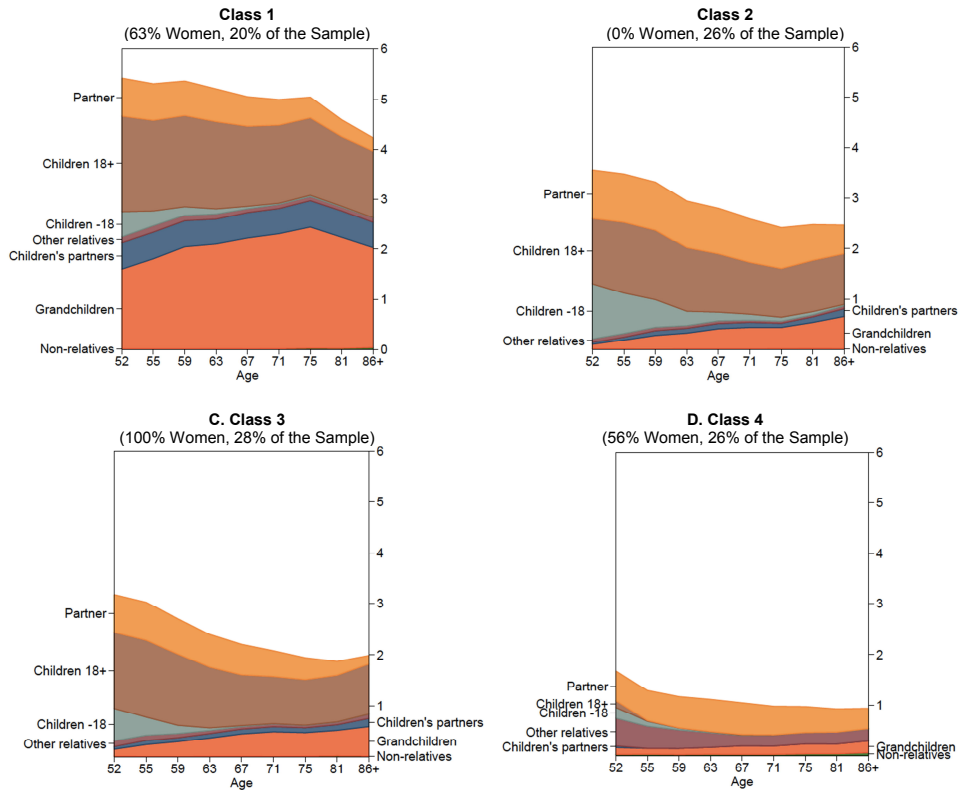 Class 1
(63% Women, 20% of the Sample)
Partner
Children 18+
Children -18
Other relatives
Children's partners
Grandchildren
Non-relatives
6
5
4
3
2
1
0
52 55 59 63 67 71 75 81 86+
Age
Class 2
(0% Women, 26% of the Sample)
Partner
Children 18+
Children -18
Other relatives
6
5
4
3
2
1
Children's partners
Grandchildren
Non-relatives
52 55 59 63 67 71 75 81 86+
Age
C. Class 3
(100% Women, 28% of the Sample)
Partner
Children 18+
Children -18
Other relatives
6
5
4
3
2
1
Children's partners
Grandchildren
Non-relatives
52 55 59 63 67 71 75 81 86+
Age
D. Class 4
(56% Women, 26% of the Sample)
Partner
Children 18+
Children -18
Other relatives
Children's partners
6
5
4
3
2
1
Grandchildren
Non-relatives
52 55 59 63 67 71 75 81 86+
Age